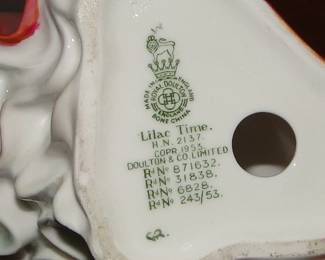 MADE IN ENGLAND
ROYAL DOULTON
ENGLAND
BONE CHINA
Lilac Time.
H.N. 2137.
COPR. 1953.
DOULTON & CO. LIMITED
Rd No 871632.
Rd No 31838.
Rd No 6828.
Rd No 243/53.